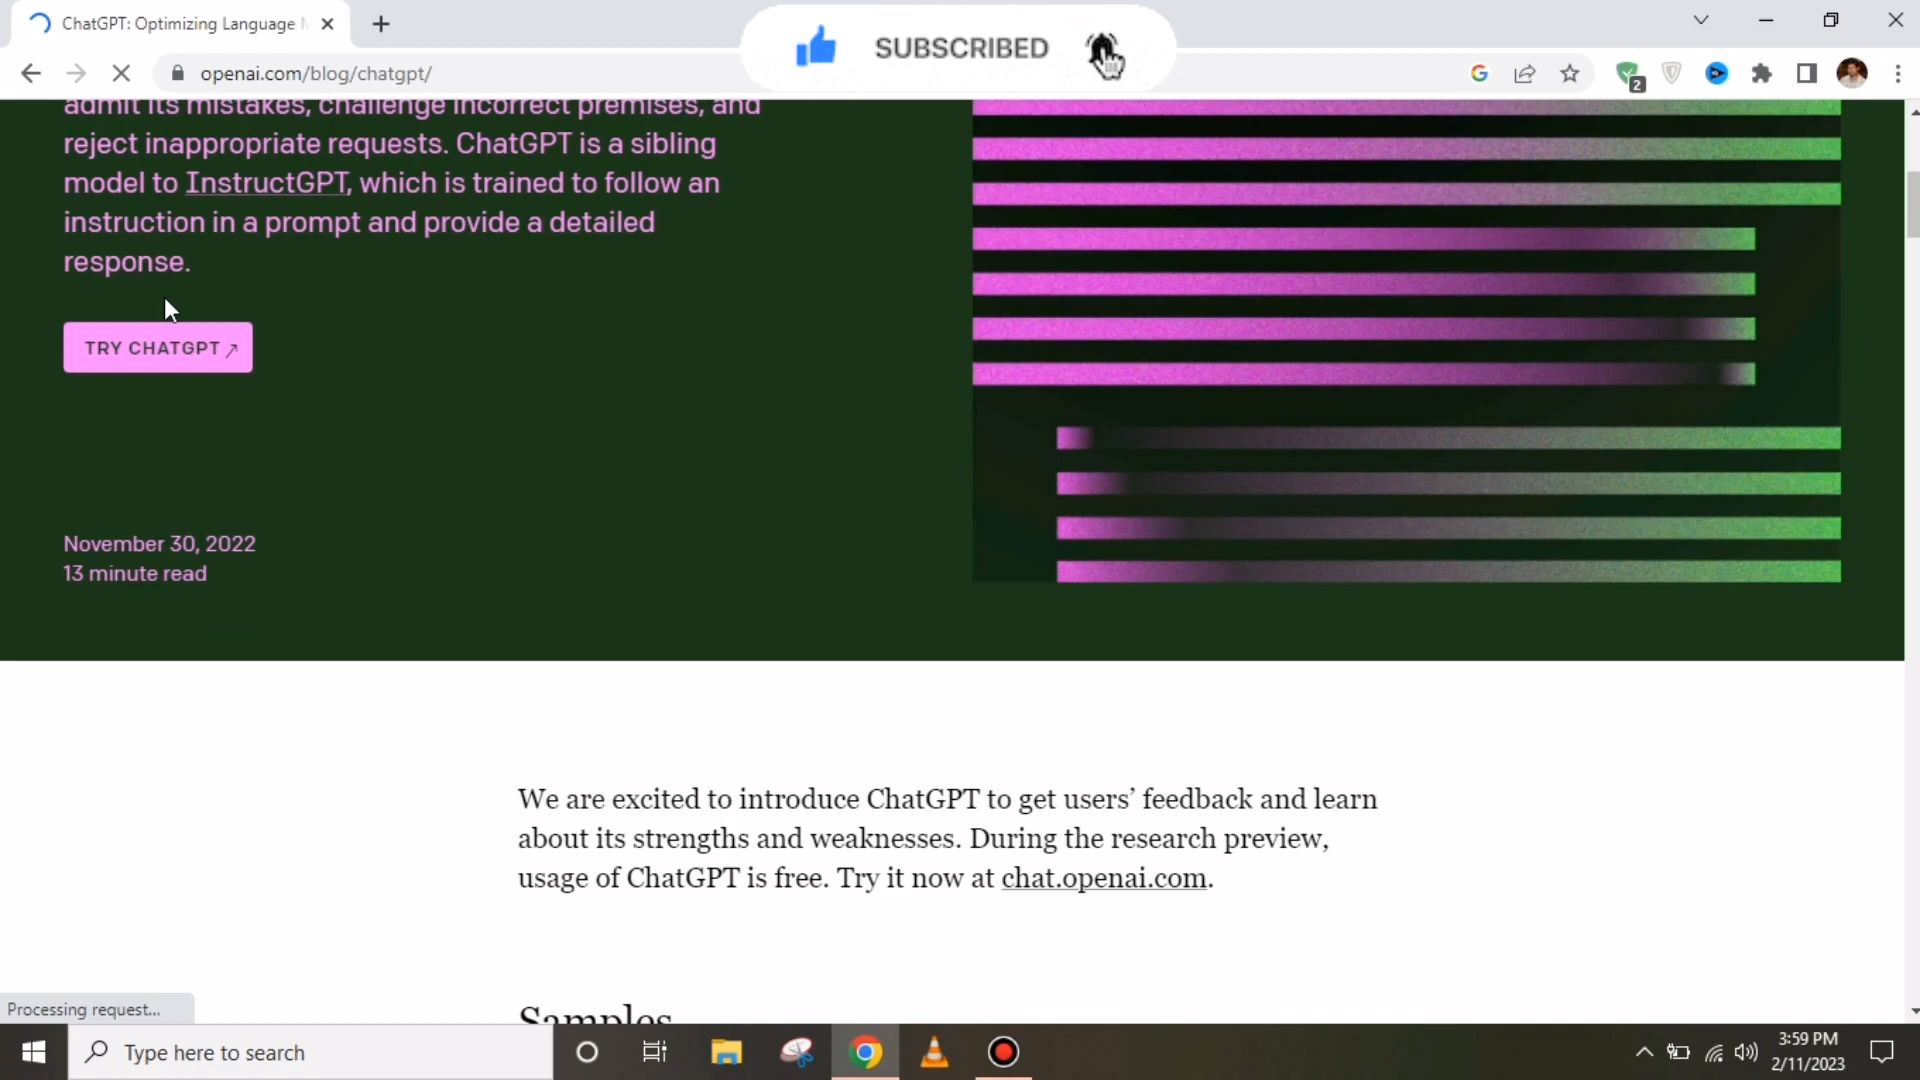 ChatGPT: Optimizing Language
SUBSCRIBED
openai.com/blog/chatgpt/
2
admit its mistakes, challenge incorrect premises, and
reject inappropriate requests. ChatGPT is a sibling
model to InstructGPT, which is trained to follow an
instruction in a prompt and provide a detailed
response.
TRY CHATGPT ↗
November 30, 2022
13 minute read
We are excited to introduce ChatGPT to get users’ feedback and learn
about its strengths and weaknesses. During the research preview,
usage of ChatGPT is free. Try it now at chat.openai.com.
Samples
Processing request...
Type here to search
3:59 PM
2/11/2023